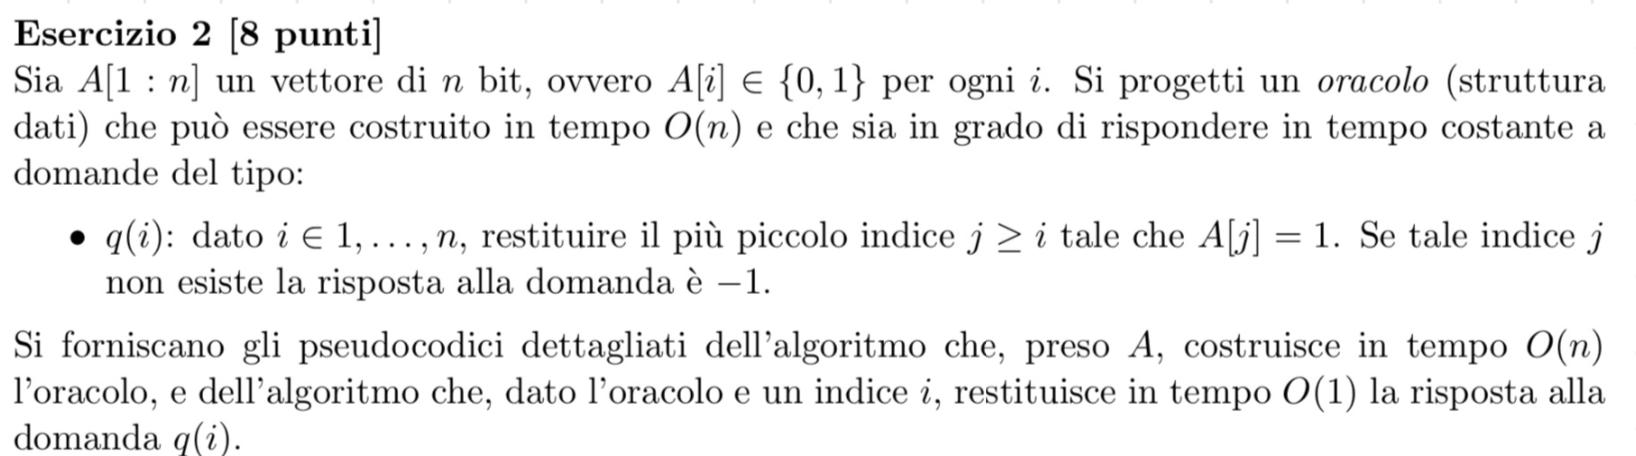 Esercizio 2 [8 punti]
Sia A[1 : n] un vettore di n bit, ovvero A[i] ∈ {0, 1} per ogni i. Si progetti un oracolo (struttura
dati) che può essere costruito in tempo O(n) e che sia in grado di rispondere in tempo costante a
domande del tipo:
• q(i): dato i ∈ 1, . . . , n, restituire il più piccolo indice j ≥ i tale che A[j] = 1. Se tale indice j
non esiste la risposta alla domanda è −1.
Si forniscano gli pseudocodici dettagliati dell'algoritmo che, preso A, costruisce in tempo O(n)
l'oracolo, e dell'algoritmo che, dato l'oracolo e un indice i, restituisce in tempo O(1) la risposta alla
domanda q(i).